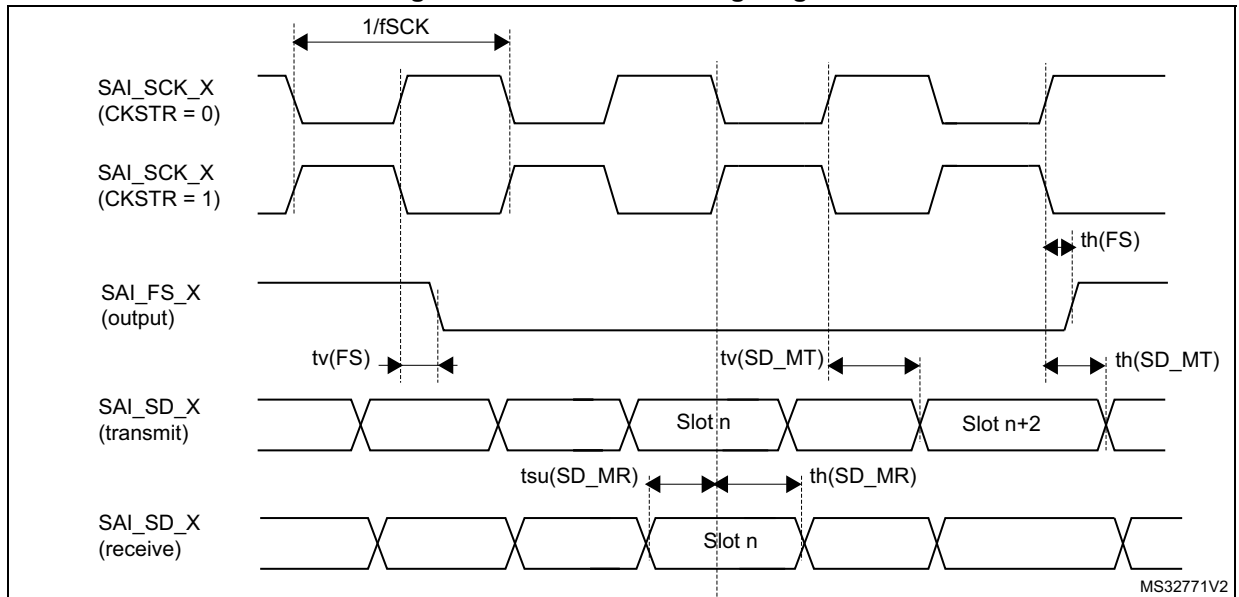 1/fSCK
SAI_SCK_X
(CKSTR = 0)
SAI_SCK_X
(CKSTR = 1)
th(FS)
SAI_FS_X
(output)
tv(FS)
tv(SD_MT)
th(SD_MT)
SAI_SD_X
(transmit)
Slot n
Slot n+2
tsu(SD_MR)
th(SD_MR)
SAI_SD_X
(receive)
Slot n
MS32771V2